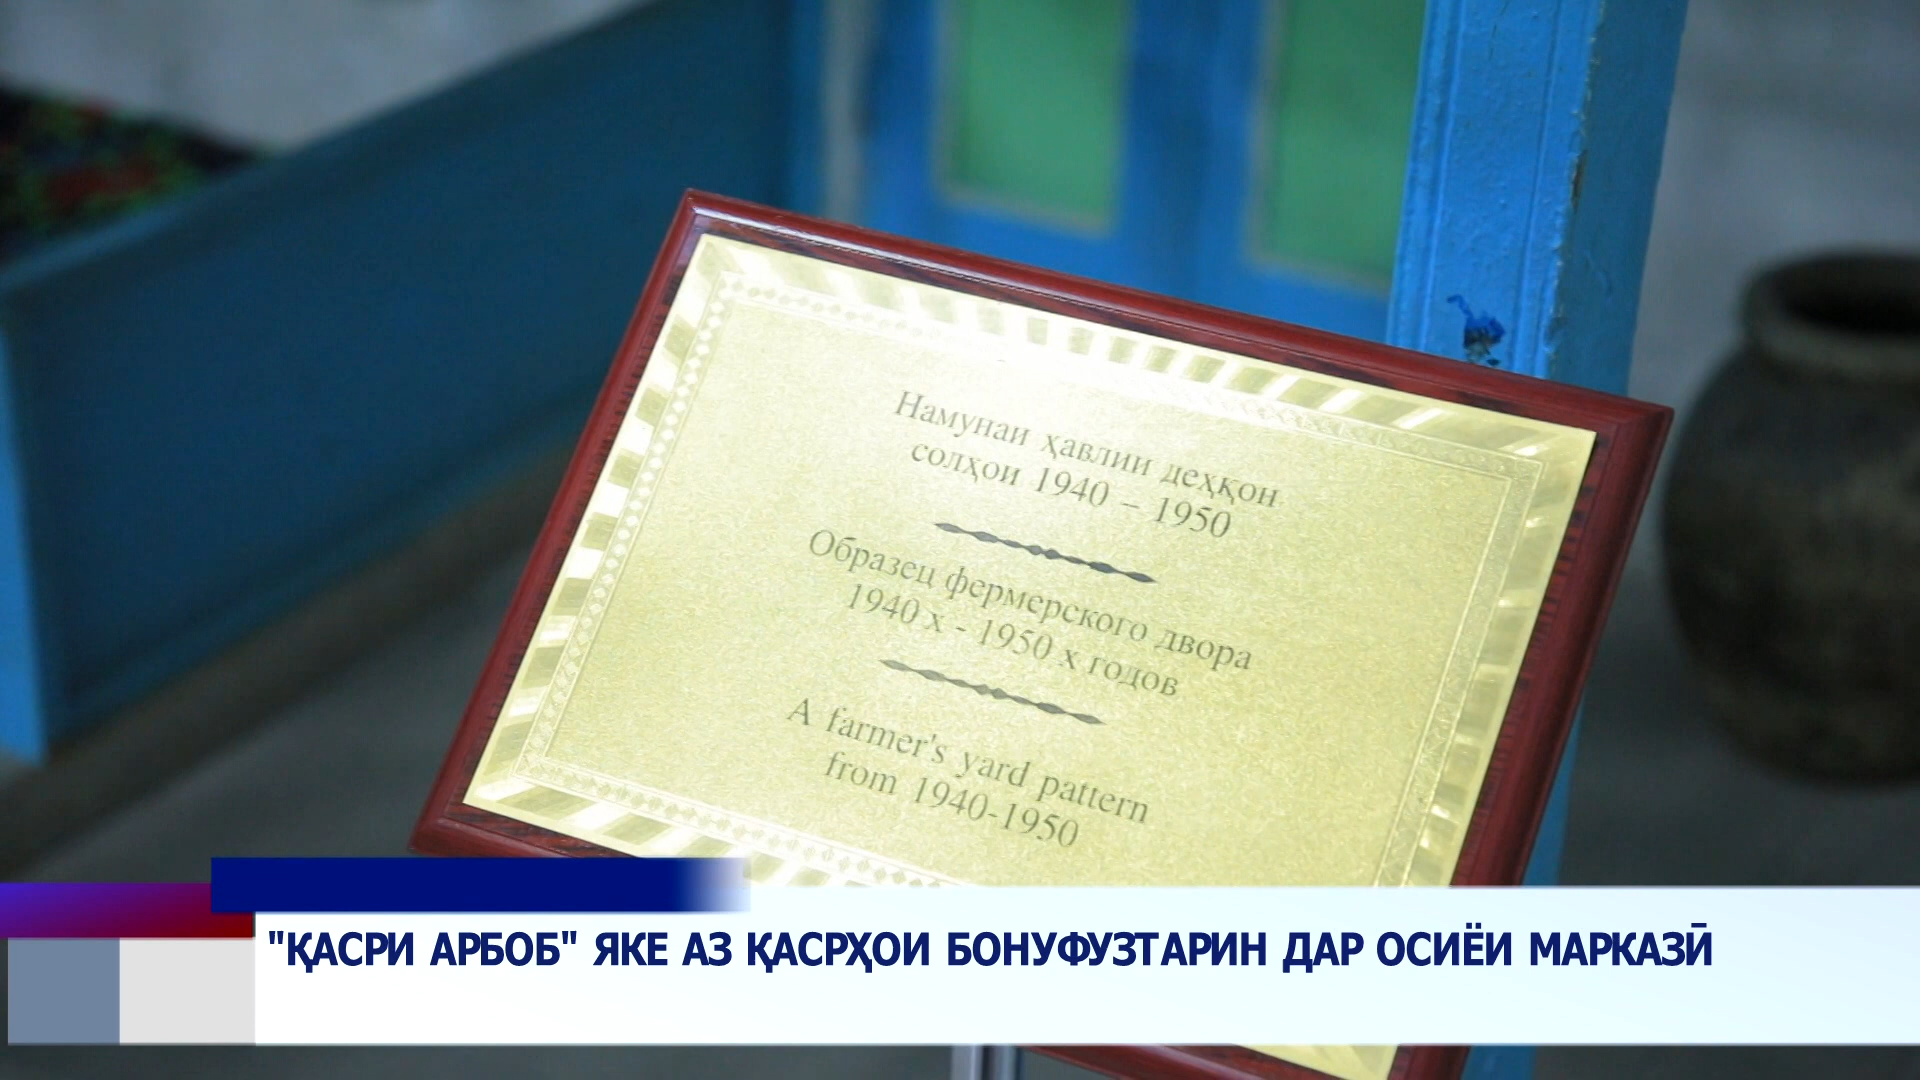 Намунаи ҳавлии деҳқон
солҳои 1940 – 1950
Образец фермерского двора
1940 х - 1950 х годов
A farmer's yard pattern
from 1940-1950
"ҚАСРИ АРБОБ" ЯКЕ АЗ ҚАСРҲОИ БОНУФУЗТАРИН ДАР ОСИЁИ МАРКАЗӢ